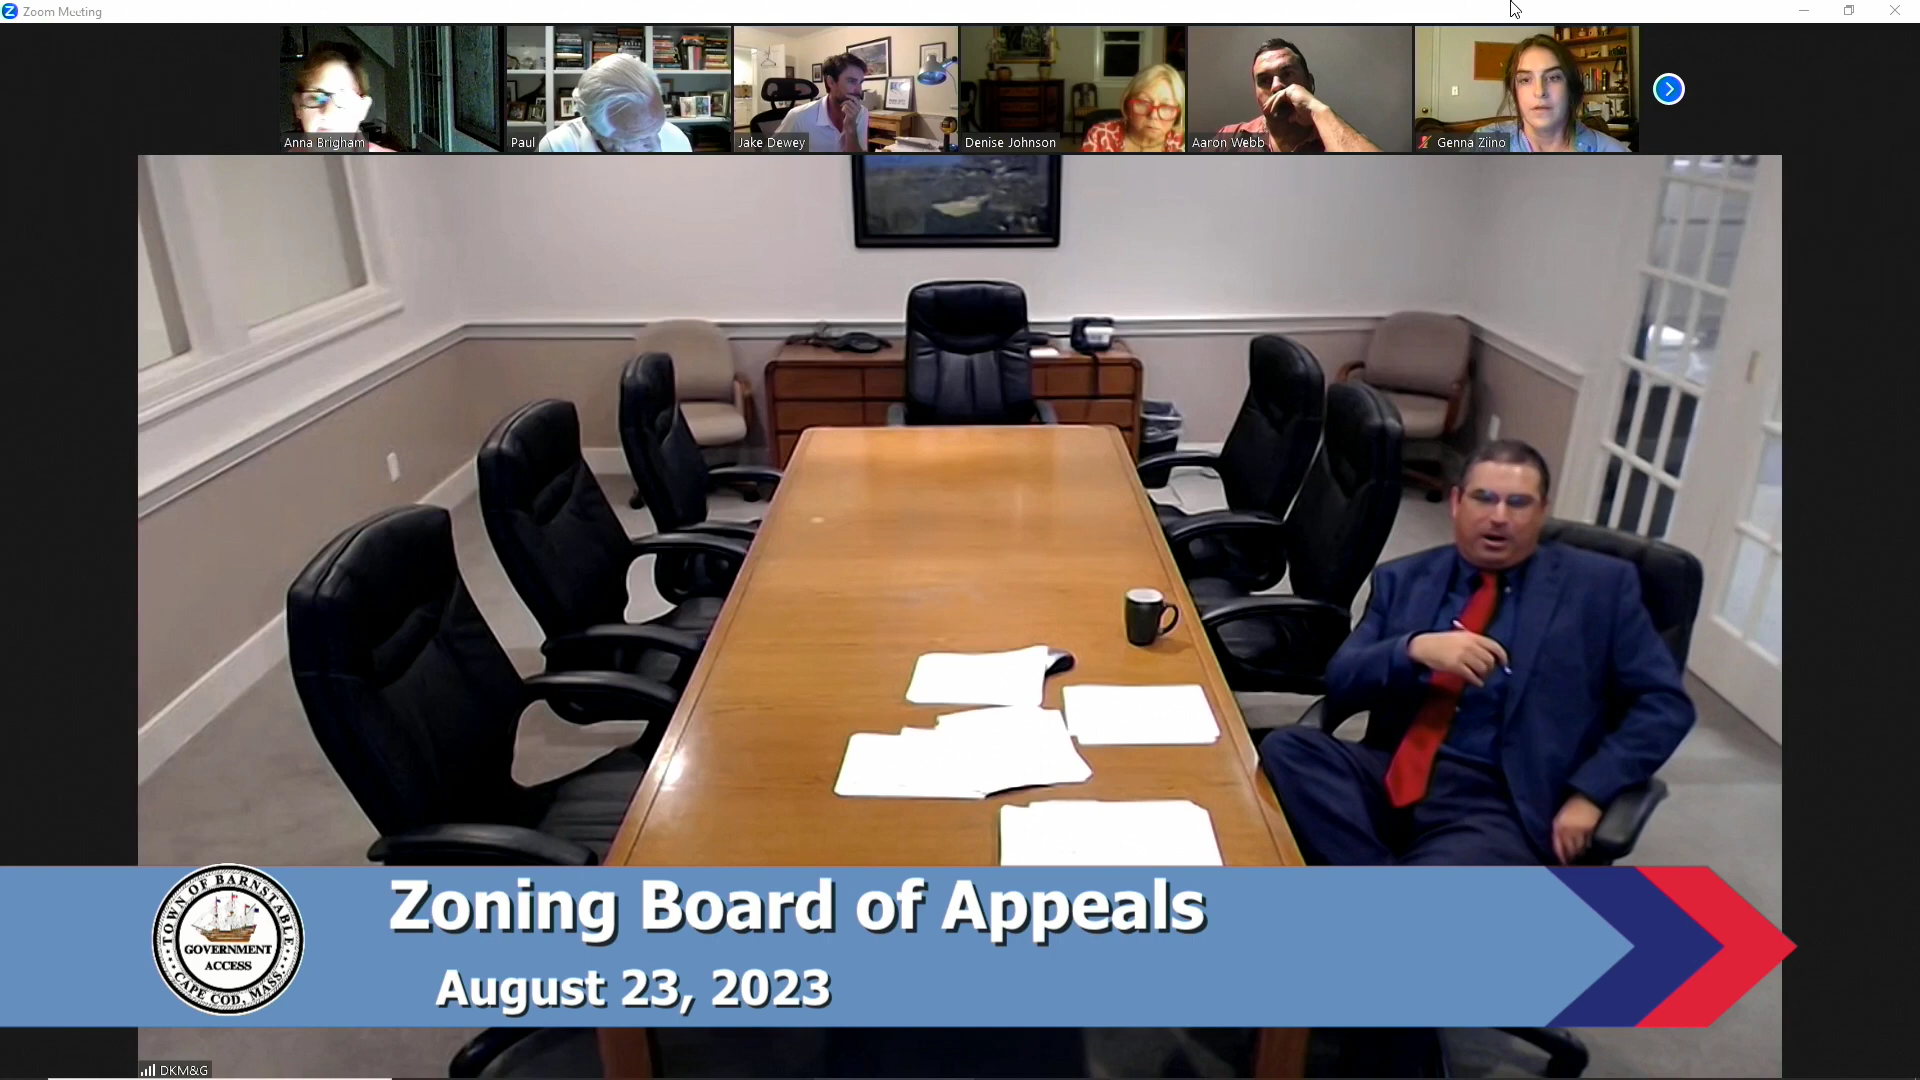 Zoom Meeting
Anna Brigham
Paul
Jake Dewey
Denise Johnson
Aaron Webb
Genna Ziino
Zoning Board of Appeals
August 23, 2023
TOWN OF BARNSTABLE
GOVERNMENT
ACCESS
CAPE COD, MASS.
DKM&G